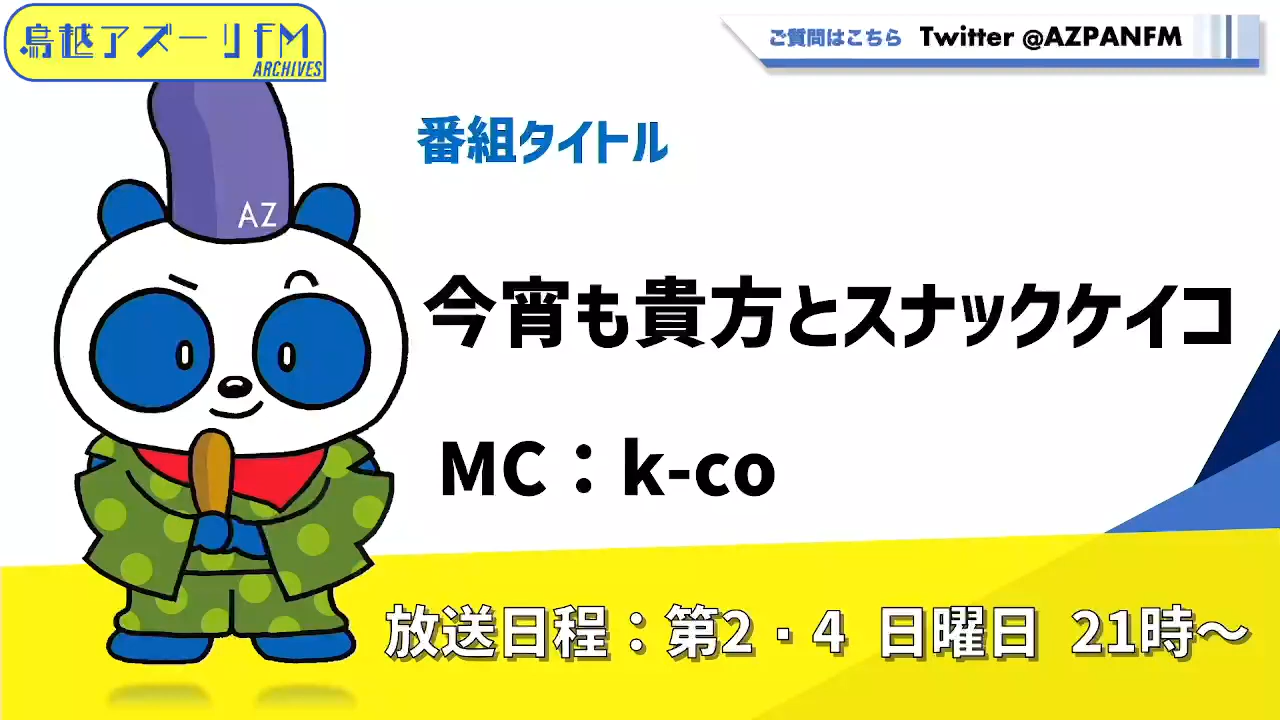 鳥越アズーリFM
ARCHIVES
ご質問はこちら Twitter @AZPANFM
AZ
番組タイトル
今宵も貴方とスナックケイコ
MC：k-co
放送日程：第2・4 日曜日 21時～